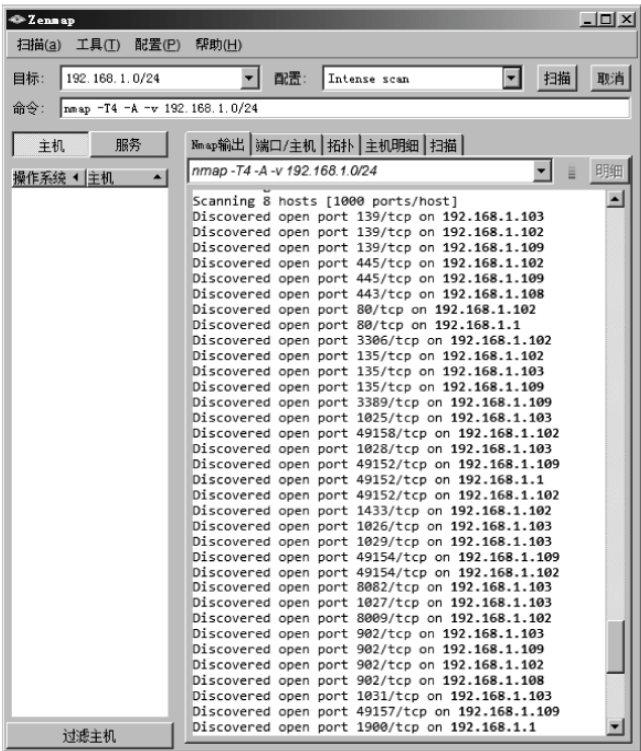 Zenmap
扫描(a) 工具(T) 配置(P) 帮助(H)
目标: 192.168.1.0/24 配置: Intense scan 扫描 取消
命令: nmap -T4 -A -v 192.168.1.0/24
主机 服务
操作系统 主机
Nmap输出 端口/主机 拓扑 主机明细 扫描
nmap -T4 -A -v 192.168.1.0/24 明细
Scanning 8 hosts [1000 ports/host]
Discovered open port 139/tcp on 192.168.1.103
Discovered open port 139/tcp on 192.168.1.102
Discovered open port 139/tcp on 192.168.1.109
Discovered open port 445/tcp on 192.168.1.102
Discovered open port 445/tcp on 192.168.1.109
Discovered open port 443/tcp on 192.168.1.108
Discovered open port 80/tcp on 192.168.1.102
Discovered open port 80/tcp on 192.168.1.1
Discovered open port 3306/tcp on 192.168.1.102
Discovered open port 135/tcp on 192.168.1.102
Discovered open port 135/tcp on 192.168.1.103
Discovered open port 135/tcp on 192.168.1.109
Discovered open port 3389/tcp on 192.168.1.109
Discovered open port 1025/tcp on 192.168.1.103
Discovered open port 49158/tcp on 192.168.1.102
Discovered open port 1028/tcp on 192.168.1.103
Discovered open port 49152/tcp on 192.168.1.109
Discovered open port 49152/tcp on 192.168.1.1
Discovered open port 49152/tcp on 192.168.1.102
Discovered open port 1433/tcp on 192.168.1.102
Discovered open port 1026/tcp on 192.168.1.103
Discovered open port 1029/tcp on 192.168.1.103
Discovered open port 49154/tcp on 192.168.1.109
Discovered open port 49154/tcp on 192.168.1.102
Discovered open port 8082/tcp on 192.168.1.103
Discovered open port 1027/tcp on 192.168.1.103
Discovered open port 8009/tcp on 192.168.1.102
Discovered open port 902/tcp on 192.168.1.103
Discovered open port 902/tcp on 192.168.1.109
Discovered open port 902/tcp on 192.168.1.102
Discovered open port 902/tcp on 192.168.1.108
Discovered open port 1031/tcp on 192.168.1.103
Discovered open port 49157/tcp on 192.168.1.109
Discovered open port 1900/tcp on 192.168.1.1
过滤主机